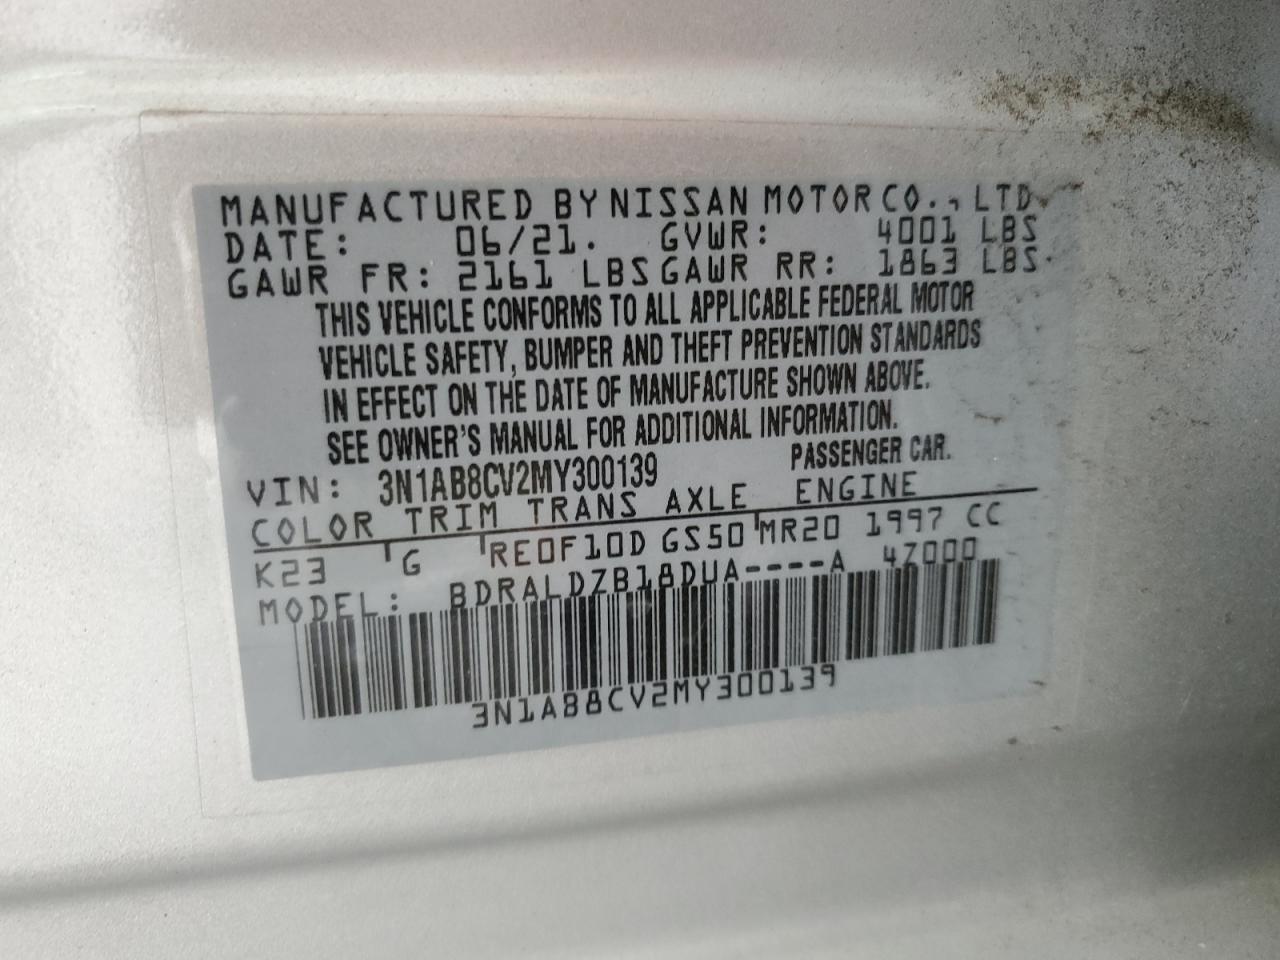 MANUFACTURED BY NISSAN MOTOR CO., LTD.
DATE: 06/21. GVWR: 4001 LBS
GAWR FR: 2161 LBS GAWR RR: 1863 LBS.
THIS VEHICLE CONFORMS TO ALL APPLICABLE FEDERAL MOTOR
VEHICLE SAFETY, BUMPER AND THEFT PREVENTION STANDARDS
IN EFFECT ON THE DATE OF MANUFACTURE SHOWN ABOVE.
SEE OWNER'S MANUAL FOR ADDITIONAL INFORMATION.
VIN: 3N1AB8CV2MY300139 PASSENGER CAR.
COLOR TRIM TRANS AXLE ENGINE
K23 G RE0F10D GS50 MR20 1997 CC
MODEL: BDRALDZB18DUA----A 4Z000
3N1AB8CV2MY300139